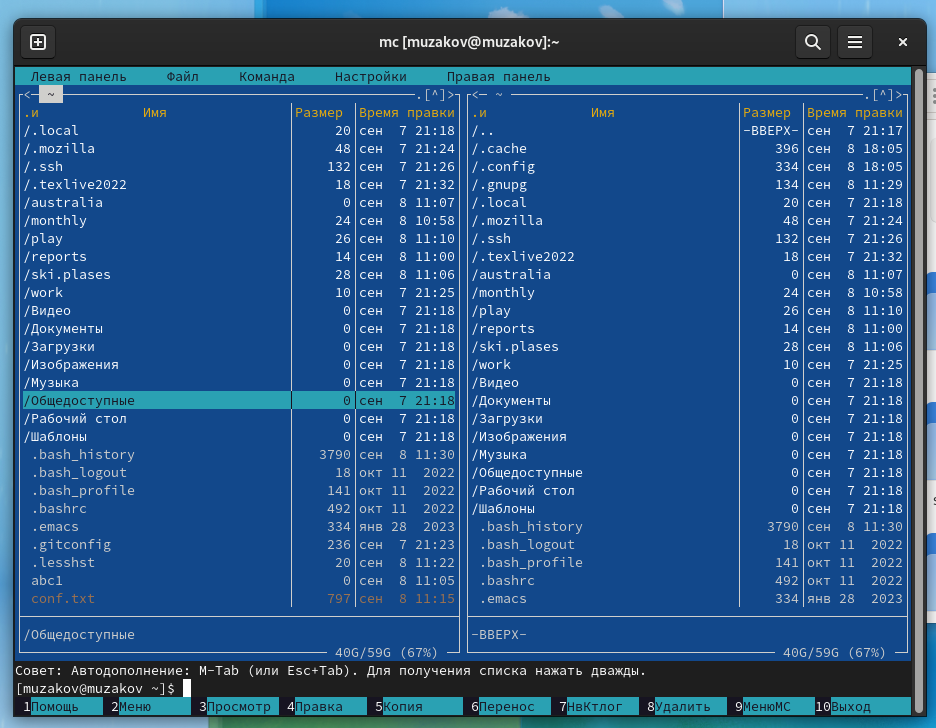 mc [muzakov@muzakov]:~
Левая панель Файл Команда Настройки Правая панель
<─ ~ .[^]> <─ ~ .[^]>
.и Имя Размер Время правки .и Имя Размер Время правки
/.local 20 сен 7 21:18 /.. -ВВЕРХ- сен 7 21:17
/.mozilla 48 сен 7 21:24 /.cache 396 сен 8 18:05
/.ssh 132 сен 7 21:26 /.config 334 сен 8 18:05
/.texlive2022 18 сен 7 21:32 /.gnupg 134 сен 8 11:29
/australia 0 сен 8 11:07 /.local 20 сен 7 21:18
/monthly 24 сен 8 10:58 /.mozilla 48 сен 7 21:24
/play 26 сен 8 11:10 /.ssh 132 сен 7 21:26
/reports 14 сен 8 11:00 /.texlive2022 18 сен 7 21:32
/ski.plases 28 сен 8 11:06 /australia 0 сен 8 11:07
/work 10 сен 7 21:25 /monthly 24 сен 8 10:58
/Видео 0 сен 7 21:18 /play 26 сен 8 11:10
/Документы 0 сен 7 21:18 /reports 14 сен 8 11:00
/Загрузки 0 сен 7 21:18 /ski.plases 28 сен 8 11:06
/Изображения 0 сен 7 21:18 /work 10 сен 7 21:25
/Музыка 0 сен 7 21:18 /Видео 0 сен 7 21:18
/Общедоступные 0 сен 7 21:18 /Документы 0 сен 7 21:18
/Рабочий стол 0 сен 7 21:18 /Загрузки 0 сен 7 21:18
/Шаблоны 0 сен 7 21:18 /Изображения 0 сен 7 21:18
.bash_history 3790 сен 8 11:30 /Музыка 0 сен 7 21:18
.bash_logout 18 окт 11 2022 /Общедоступные 0 сен 7 21:18
.bash_profile 141 окт 11 2022 /Рабочий стол 0 сен 7 21:18
.bashrc 492 окт 11 2022 /Шаблоны 0 сен 7 21:18
.emacs 334 янв 28 2023 .bash_history 3790 сен 8 11:30
.gitconfig 236 сен 7 21:23 .bash_logout 18 окт 11 2022
.lesshst 20 сен 8 11:22 .bash_profile 141 окт 11 2022
abc1 0 сен 8 11:05 .bashrc 492 окт 11 2022
conf.txt 797 сен 8 11:15 .emacs 334 янв 28 2023
/Общедоступные -ВВЕРХ-
40G/59G (67%) 40G/59G (67%)
Совет: Автодополнение: M-Tab (или Esc+Tab). Для получения списка нажать дважды.
[muzakov@muzakov ~]$
1Помощь 2Меню 3Просмотр 4Правка 5Копия 6Перенос 7НвКтлог 8Удалить 9МенюМС 10Выход